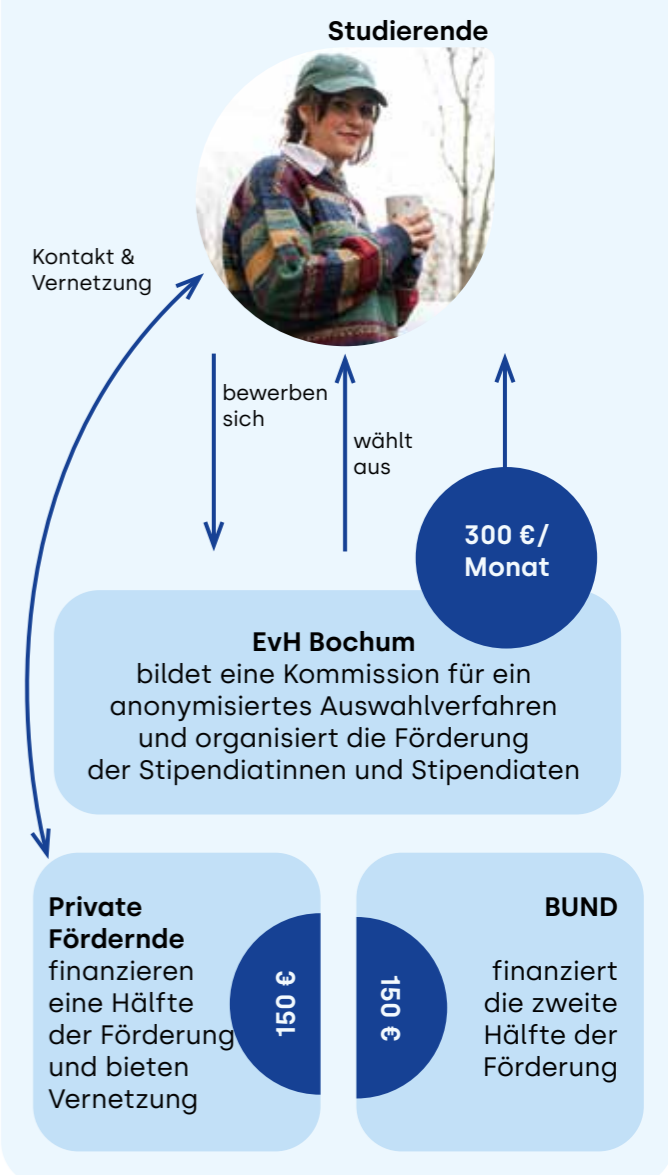 Studierende
Kontakt &
Vernetzung
bewerben
sich
wählt
aus
300 €/
Monat
EvH Bochum
bildet eine Kommission für ein
anonymisiertes Auswahlverfahren
und organisiert die Förderung
der Stipendiatinnen und Stipendiaten
Private
Fördernde
finanzieren
eine Hälfte
der Förderung
und bieten
Vernetzung
150 €
150 €
BUND
finanziert
die zweite
Hälfte der
Förderung